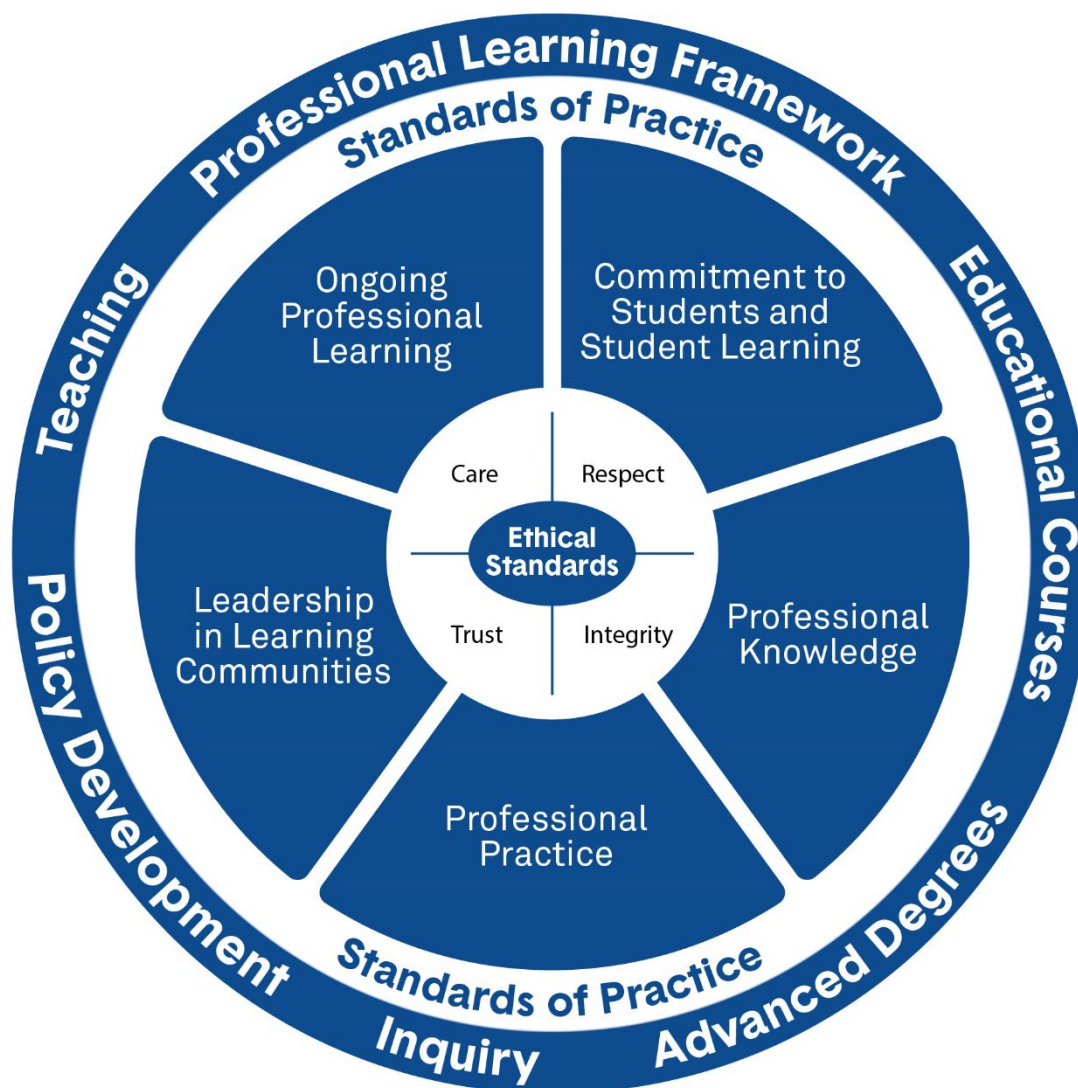 Professional Learning Framework
Standards of Practice
Teaching
Educational Courses
Ongoing
Professional
Learning
Commitment to
Students and
Student Learning
Care
Respect
Ethical
Standards
Trust
Integrity
Leadership
in Learning
Communities
Professional
Knowledge
Professional
Practice
Policy Development
Standards of Practice
Inquiry
Advanced Degrees